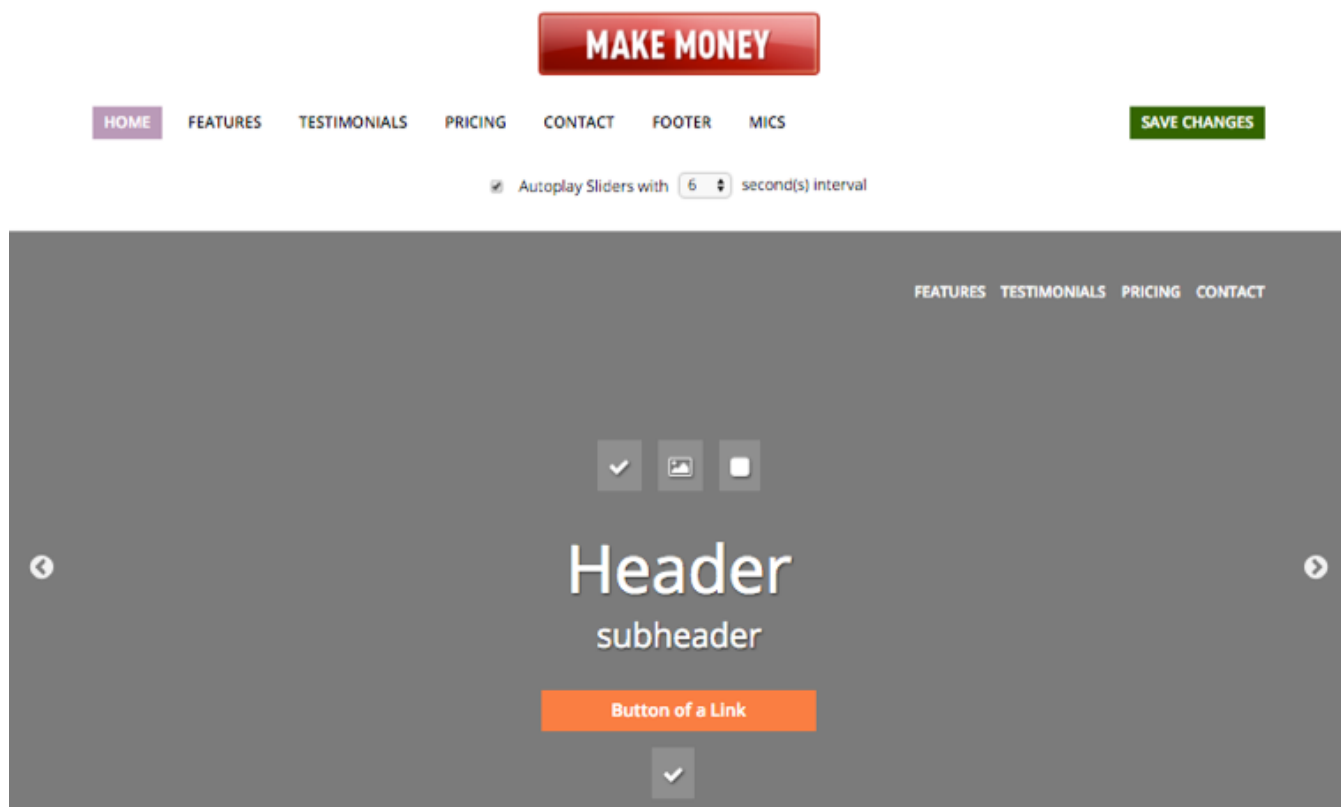 MAKE MONEY
HOME FEATURES TESTIMONIALS PRICING CONTACT FOOTER MICS SAVE CHANGES
Autoplay Sliders with 6 second(s) interval
FEATURES TESTIMONIALS PRICING CONTACT
Header
subheader
Button of a Link